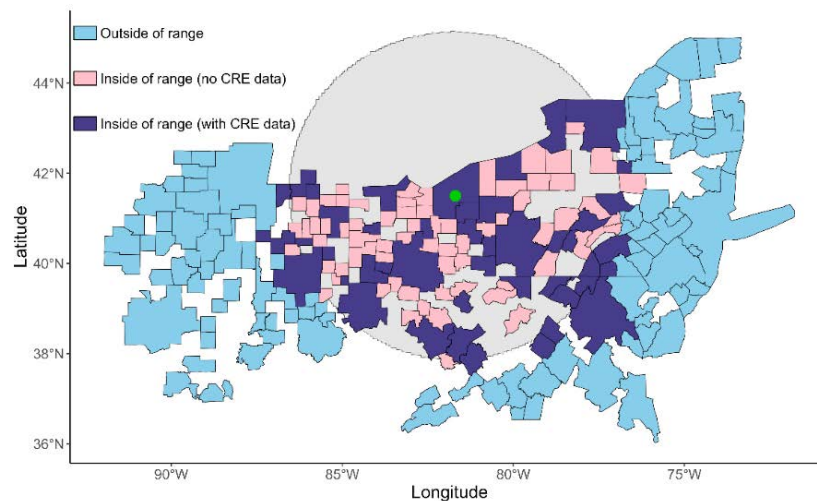 Outside of range
Inside of range (no CRE data)
Inside of range (with CRE data)
Latitude
44°N
42°N
40°N
38°N
36°N
90°W
85°W
80°W
75°W
Longitude